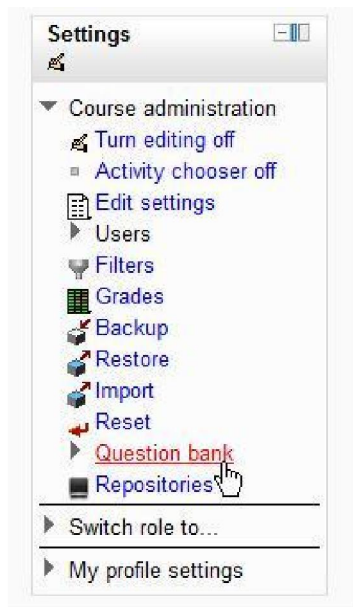 Settings
Course administration
Turn editing off
Activity chooser off
Edit settings
Users
Filters
Grades
Backup
Restore
Import
Reset
Question bank
Repositories
Switch role to...
My profile settings